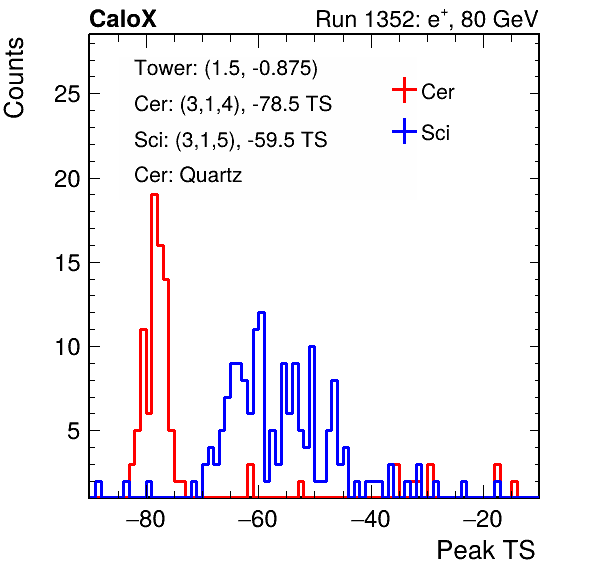 CaloX Run 1352: e⁺, 80 GeV
Counts
Tower: (1.5, -0.875)
Cer: (3,1,4), -78.5 TS
Sci: (3,1,5), -59.5 TS
Cer: Quartz
Cer
Sci
25
20
15
10
5
−80 −60 −40 −20
Peak TS